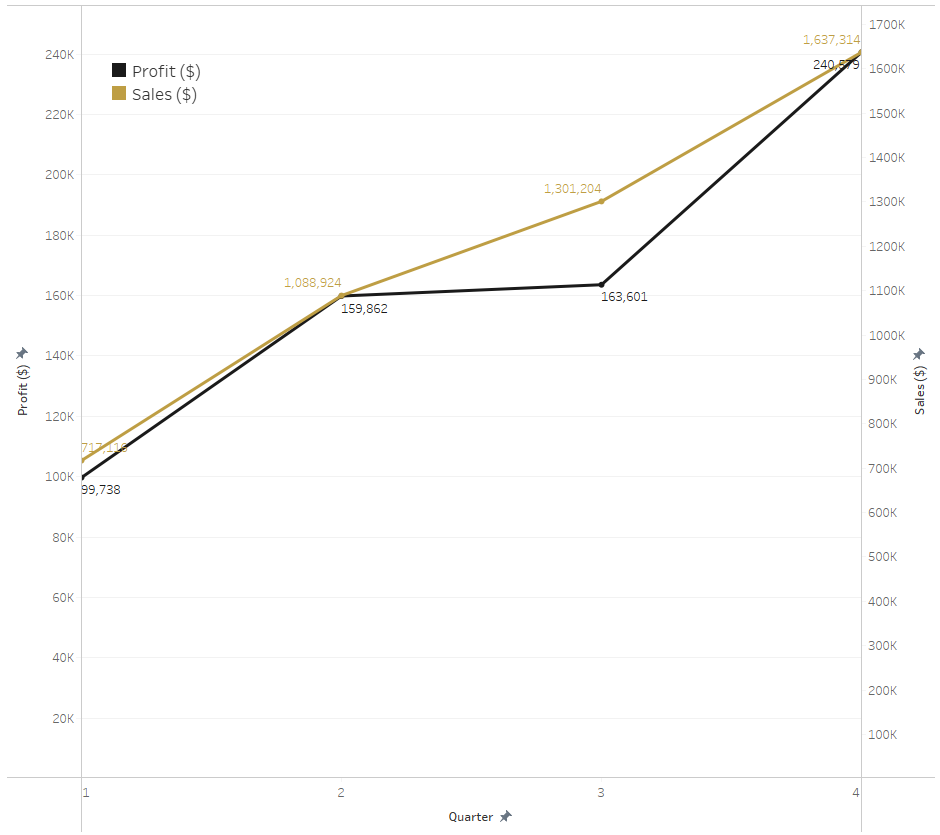 Profit ($)
Sales ($)
240K
220K
200K
180K
160K
140K
120K
100K
80K
60K
40K
20K
Profit ($)
1700K
1600K
1500K
1400K
1300K
1200K
1100K
1000K
900K
800K
700K
600K
500K
400K
300K
200K
100K
Sales ($)
1,637,314
1,301,204
1,088,924
159,862
163,601
99,738
1
2
3
4
Quarter